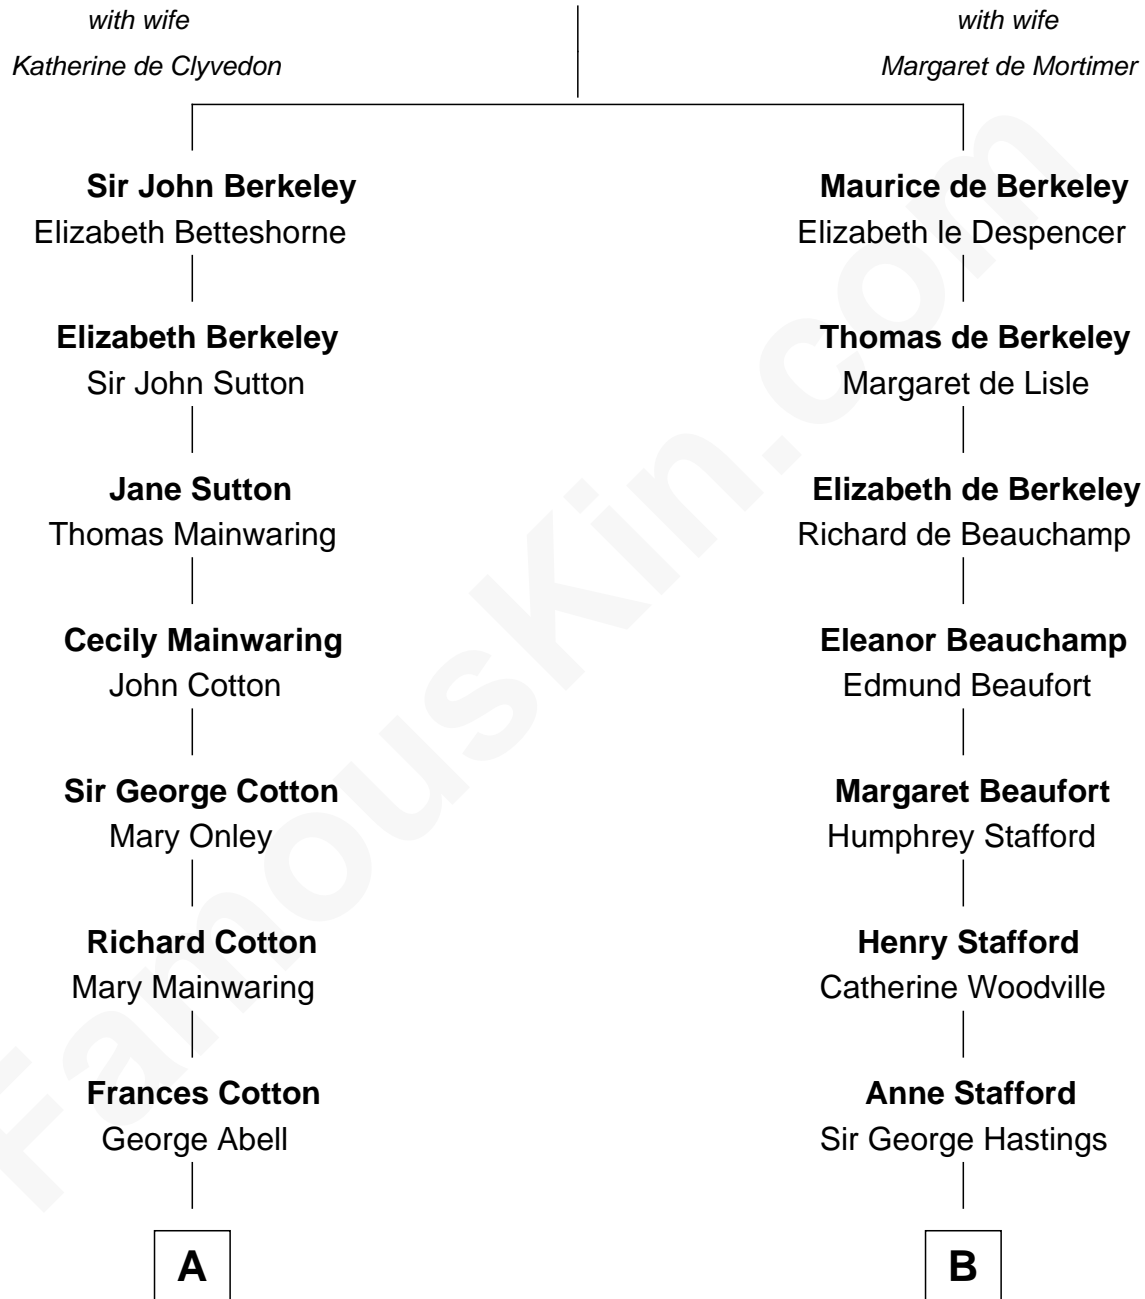 with wife
Katherine de Clyvedon
with wife
Margaret de Mortimer
Sir John Berkeley
Elizabeth Betteshorne
Maurice de Berkeley
Elizabeth le Despencer
Elizabeth Berkeley
Sir John Sutton
Thomas de Berkeley
Margaret de Lisle
Jane Sutton
Thomas Mainwaring
Elizabeth de Berkeley
Richard de Beauchamp
Cecily Mainwaring
John Cotton
Eleanor Beauchamp
Edmund Beaufort
Sir George Cotton
Mary Onley
Margaret Beaufort
Humphrey Stafford
Richard Cotton
Mary Mainwaring
Henry Stafford
Catherine Woodville
Frances Cotton
George Abell
Anne Stafford
Sir George Hastings
A
B
FamousKin.com